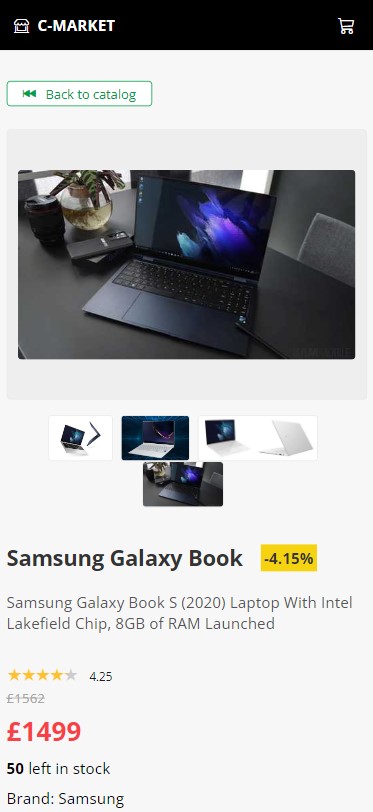 C-MARKET
Back to catalog
Samsung Galaxy Book
-4.15%
Samsung Galaxy Book S (2020) Laptop With Intel
Lakefield Chip, 8GB of RAM Launched
4.25
£1562
£1499
50 left in stock
Brand: Samsung